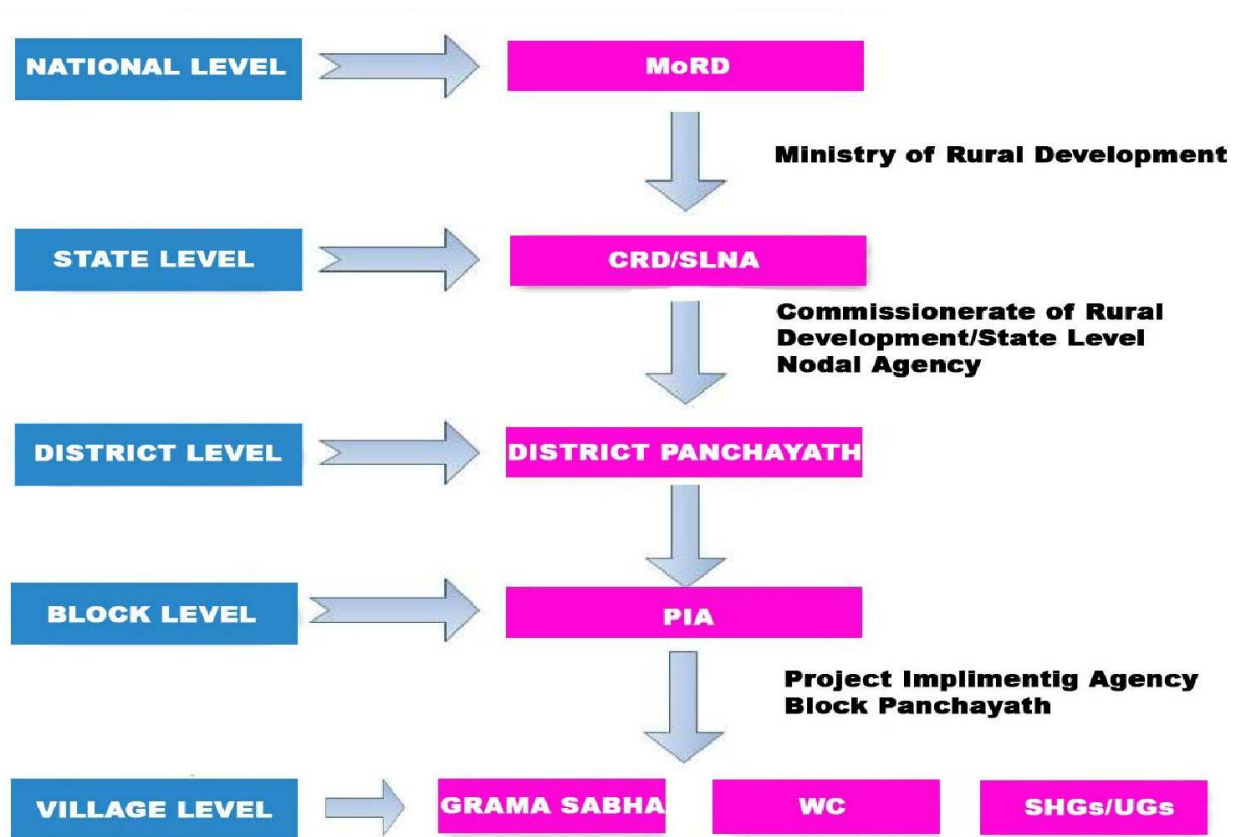 NATIONAL LEVEL
MoRD
Ministry of Rural Development
STATE LEVEL
CRD/SLNA
Commissionerate of Rural
Development/State Level
Nodal Agency
DISTRICT LEVEL
DISTRICT PANCHAYATH
BLOCK LEVEL
PIA
Project Implimentig Agency
Block Panchayath
VILLAGE LEVEL
GRAMA SABHA
WC
SHGs/UGs